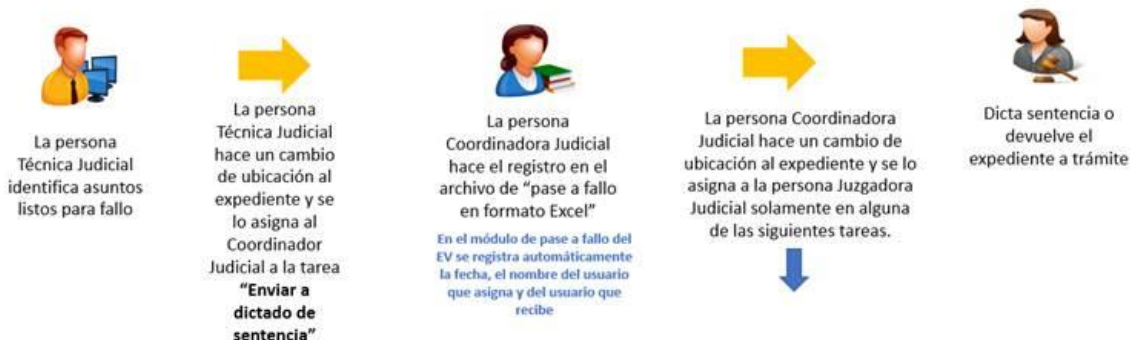 La persona
Técnica Judicial
identifica asuntos
listos para fallo
La persona
Técnica Judicial
hace un cambio
de ubicación al
expediente y se
lo asigna al
Coordinador
Judicial a la tarea
“Enviar a
dictado de
sentencia”
La persona
Coordinadora Judicial
hace el registro en el
archivo de “pase a fallo
en formato Excel”
En el módulo de pase a fallo del
EV se registra automáticamente
la fecha, el nombre del usuario
que asigna y del usuario que
recibe
La persona Coordinadora
Judicial hace un cambio de
ubicación al expediente y se lo
asigna a la persona Juzgadora
Judicial solamente en alguna
de las siguientes tareas.
Dicta sentencia o
devuelve el
expediente a trámite